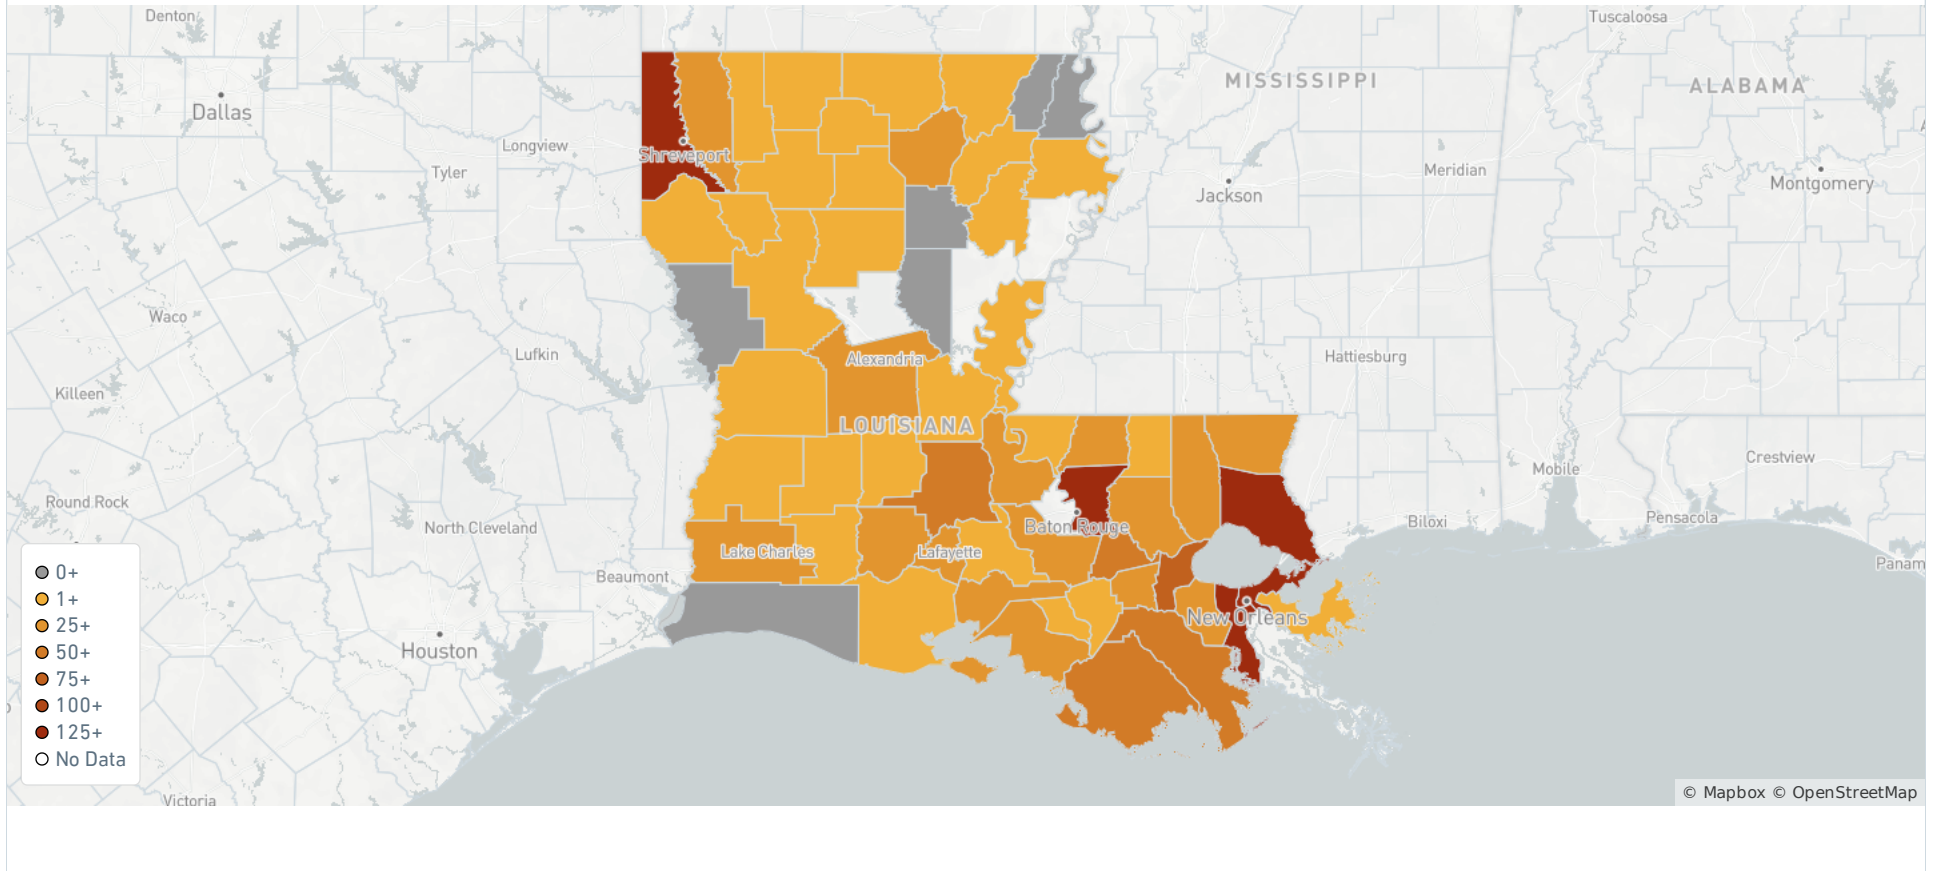 Denton
Tuscaloosa
MISSISSIPPI
ALABAMA
Dallas
Longview
Shreveport
Tyler
Meridian
Jackson
Montgomery
Waco
Lufkin
Alexandria
Hattiesburg
Killeen
LOUISIANA
Crestview
Mobile
Round Rock
North Cleveland
Baton Rouge
Biloxi
Pensacola
Lake Charles
Lafayette
Panam
Beaumont
New Orleans
Houston
Victoria
0+
1+
25+
50+
75+
100+
125+
No Data
© Mapbox © OpenStreetMap